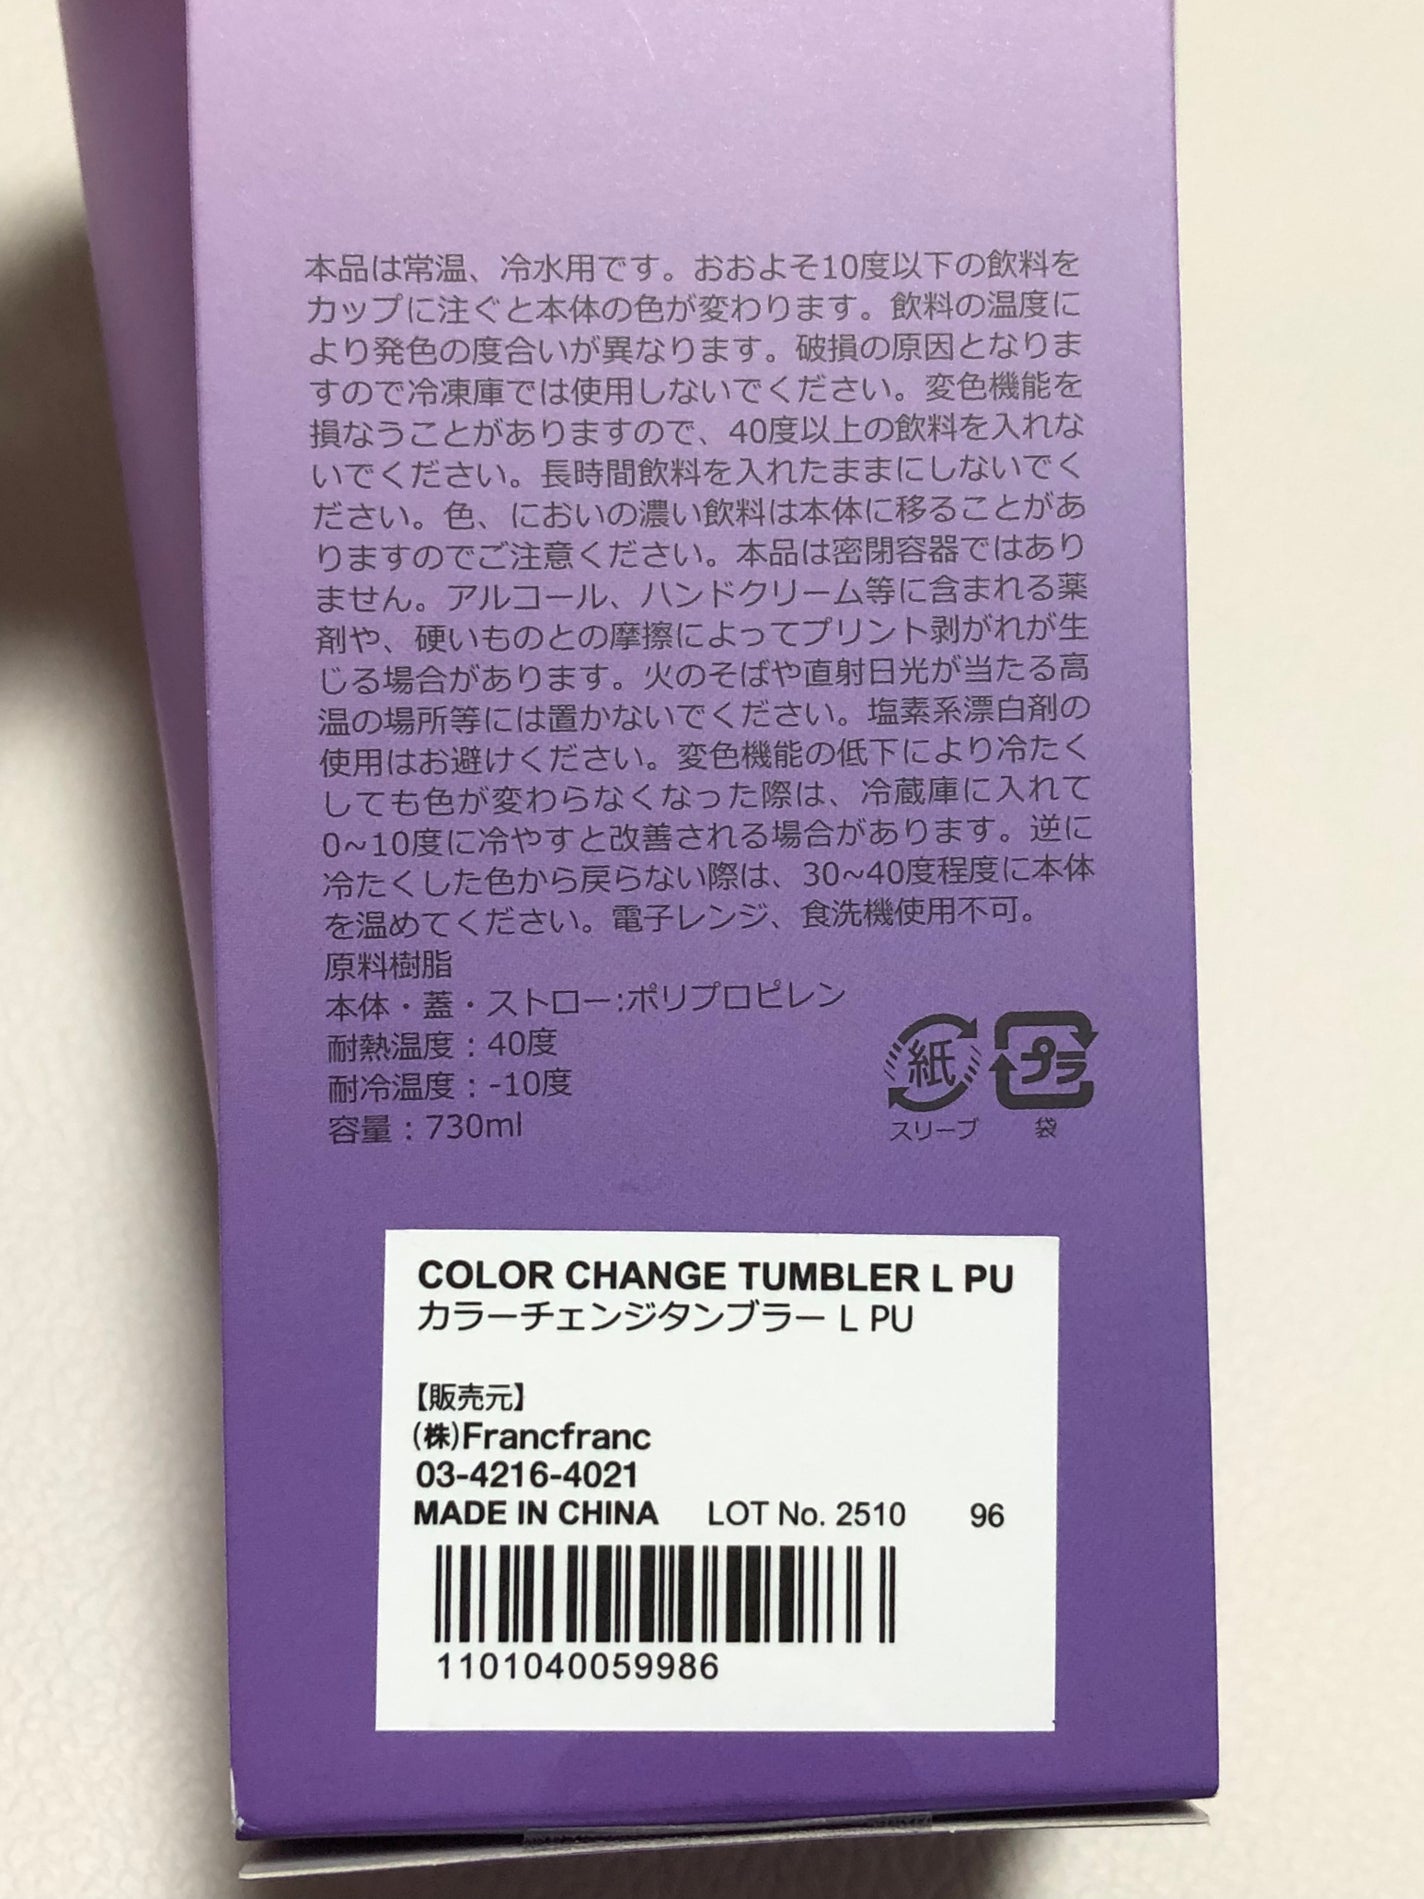 本品は常温、冷水用です。おおよそ10度以下の飲料を
カップに注ぐと本体の色が変わります。飲料の温度に
より発色の度合いが異なります。破損の原因となりま
すので冷凍庫では使用しないでください。変色機能を
損なうことがありますので、40度以上の飲料を入れな
いでください。長時間飲料を入れたままにしないでく
ださい。色、においの濃い飲料は本体に移ることがあ
りますのでご注意ください。本品は密閉容器ではあり
ません。アルコール、ハンドクリーム等に含まれる薬
剤や、硬いものとの摩擦によってプリント剥がれが生
じる場合があります。火のそばや直射日光が当たる高
温の場所等には置かないでください。塩素系漂白剤の
使用はお避けください。変色機能の低下により冷たく
しても色が変わらなくなった際は、冷蔵庫に入れて
0~10度に冷やすと改善される場合があります。逆に
冷たくした色から戻らない際は、30~40度程度に本体
を温めてください。電子レンジ、食洗機使用不可。
原料樹脂
本体・蓋・ストロー:ポリプロピレン
耐熱温度：40度
耐冷温度：-10度
容量：730ml
紙 プラ
スリーブ 袋
COLOR CHANGE TUMBLER L PU
カラーチェンジタンブラー L PU
【販売元】
(株)Francfranc
03-4216-4021
MADE IN CHINA LOT No. 2510 96
1101040059986